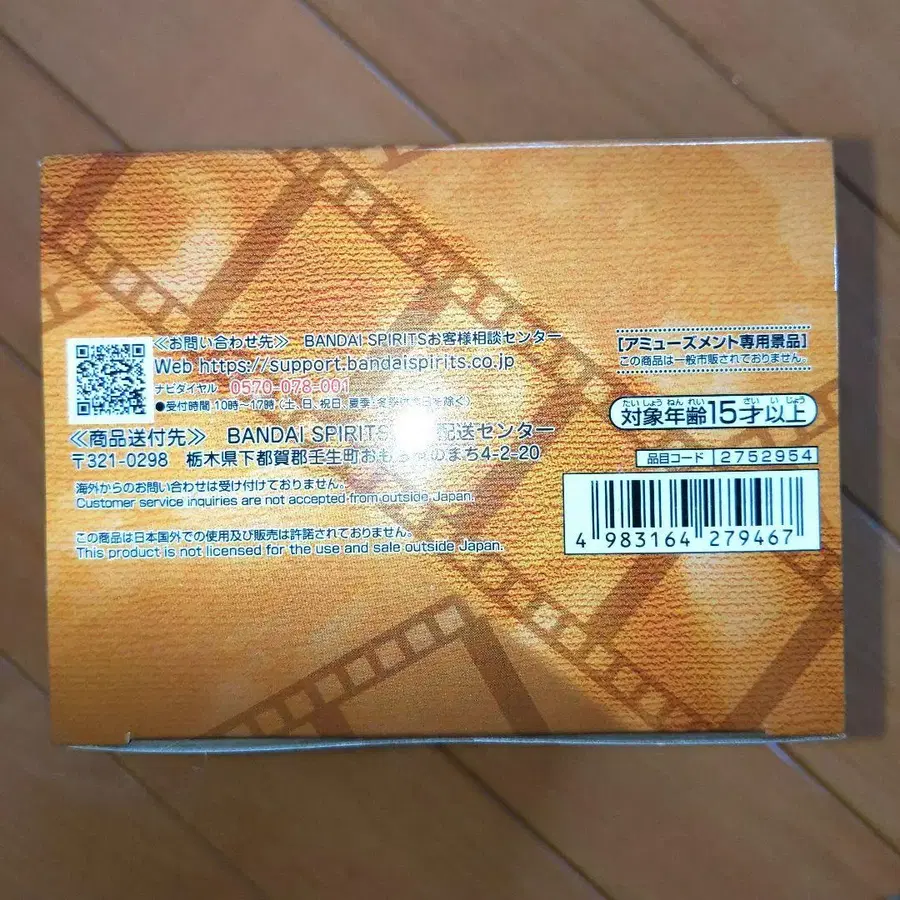 ≪お問い合わせ先≫ BANDAI SPIRITSお客様相談センター
Web https://support.bandaispirits.co.jp
ナビダイヤル 0570-078-001
●受付時間 10時〜17時(土、日、祝日、夏季、冬季 を除く)
≪商品送付先≫ BANDAI SPIRITS 配送センター
〒321-0298 栃木県下都賀郡壬生町おもちゃのまち4-2-20
海外からのお問い合わせは受け付けておりません。
Customer service inquiries are not accepted from outside Japan.
この商品は日本国外での使用及び販売は許諾されておりません。
This product is not licensed for the use and sale outside Japan.
[アミューズメント専用景品]
この商品は一般市販されておりません。
たいしょうねんれい さいいじょう
対象年齢15才以上
品目コード 2752954
4 983164 279467